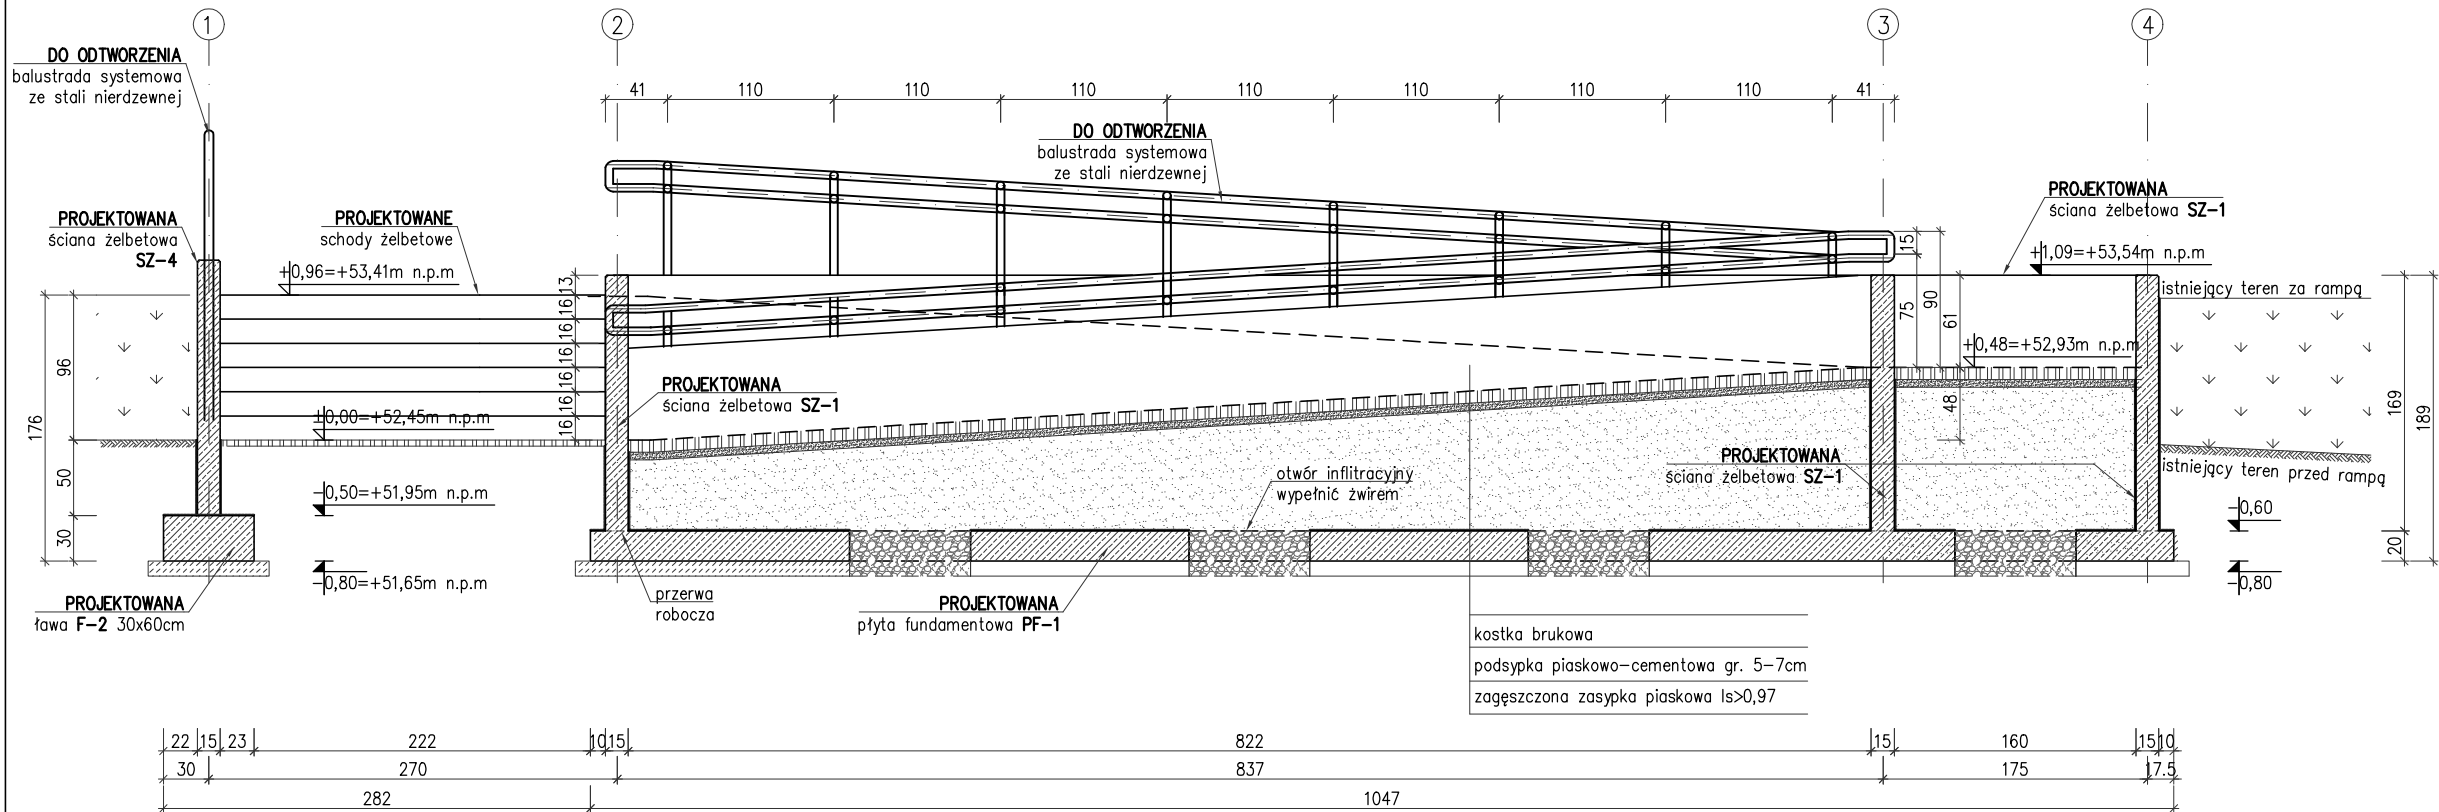 1
2
3
4
DO ODTWORZENIA
balustrada systemowa
ze stali nierdzewnej
41 110 110 110 110 110 110 110 41
DO ODTWORZENIA
balustrada systemowa
ze stali nierdzewnej
PROJEKTOWANA
ściana żelbetowa
SZ-4
PROJEKTOWANE
schody żelbetowe
+0,96=+53,41m n.p.m
PROJEKTOWANA
ściana żelbetowa SZ-1
+1,09=+53,54m n.p.m
istniejący teren za rampą
+0,48=+52,93m n.p.m
13
16
16
16
16
16
16
15
75
90
61
48
96
50
30
176
169
20
189
PROJEKTOWANA
ściana żelbetowa SZ-1
±0,00=+52,45m n.p.m
-0,50=+51,95m n.p.m
-0,80=+51,65m n.p.m
otwór inflitracyjny
wypełnić żwirem
PROJEKTOWANA
ściana żelbetowa SZ-1
istniejący teren przed rampą
-0,60
-0,80
PROJEKTOWANA
ława F-2 30x60cm
przerwa
robocza
PROJEKTOWANA
płyta fundamentowa PF-1
kostka brukowa
podsypka piaskowo-cementowa gr. 5-7cm
zagęszczona zasypka piaskowa Is>0,97
22 15 23 222 10 15 822 15 160 15 10
30 270 837 175 17.5
282 1047